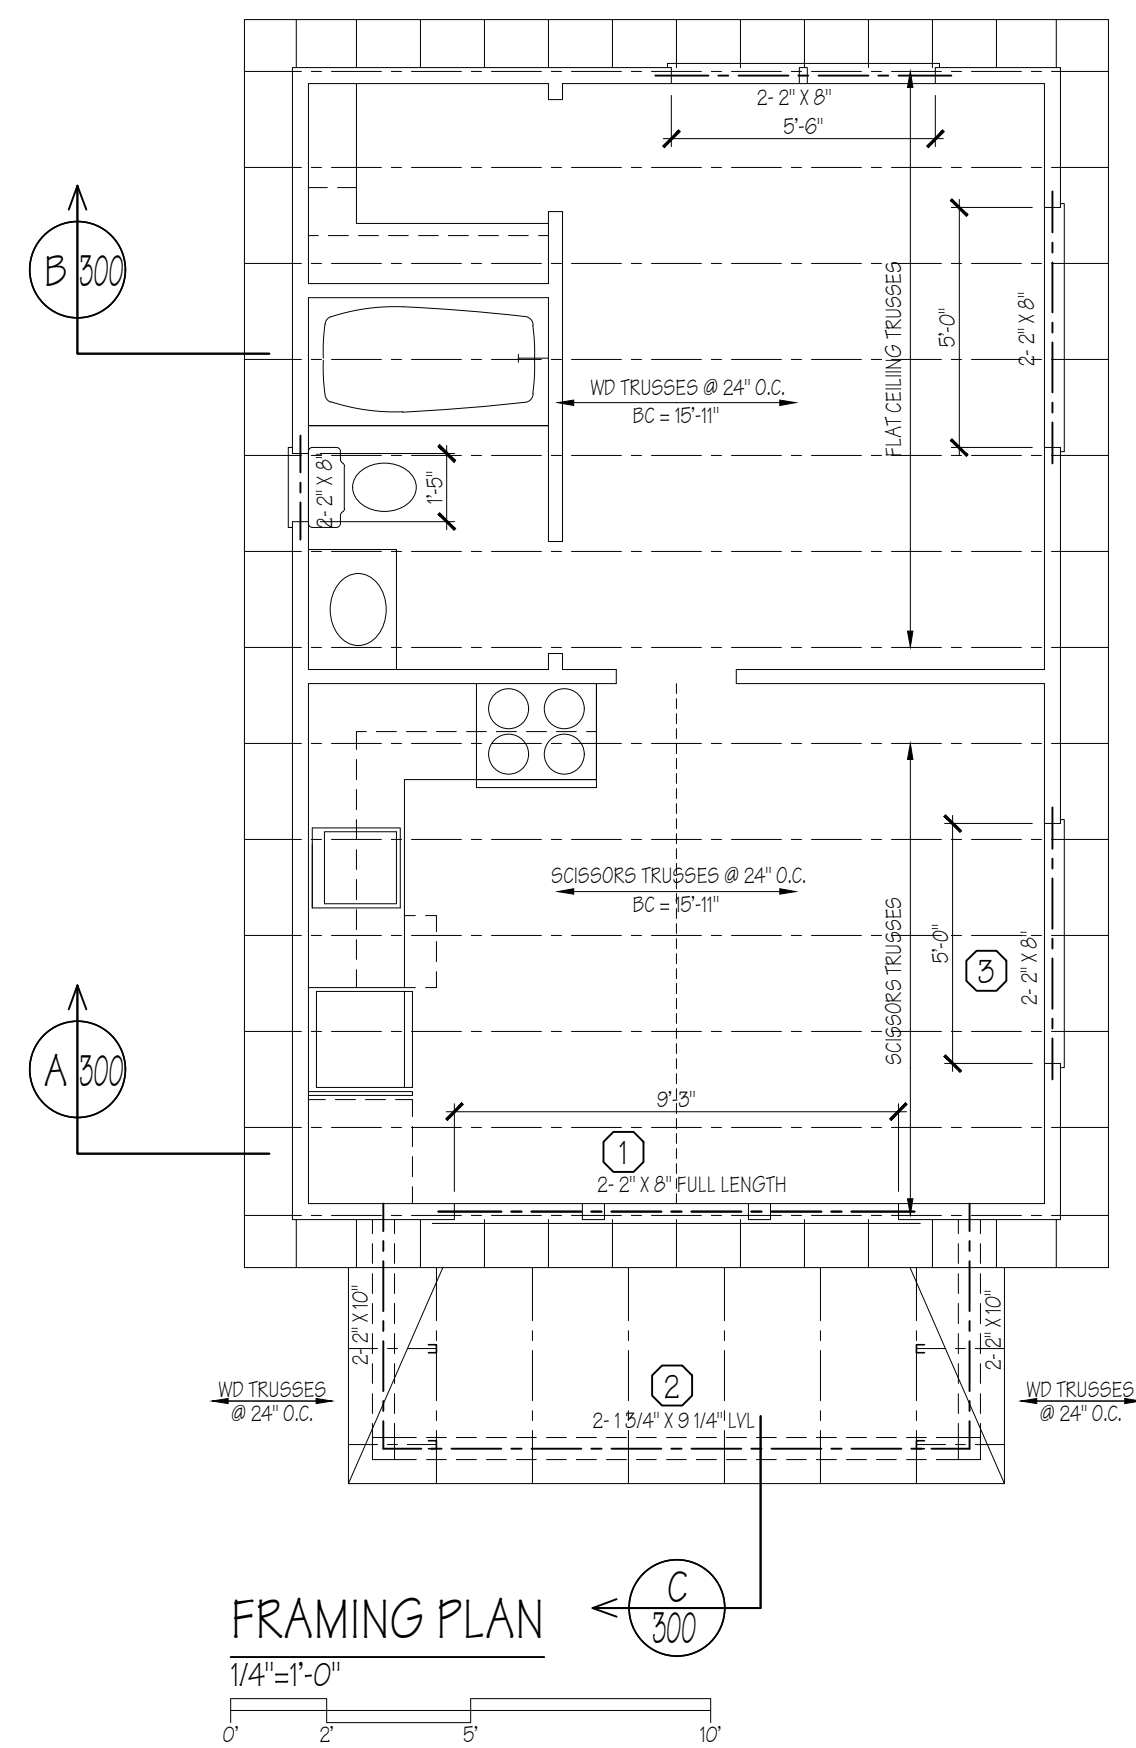 2- 2" X 8"
5'-6"
B 300
FLAT CEILIING TRUSSES
5'-0"
2- 2" X 8"
WD TRUSSES @ 24" O.C.
BC = 15'-11"
2- 2" X 8"
1'-5"
SCISSORS TRUSSES @ 24" O.C.
BC = 15'-11"
SCISSORS TRUSSES
5'-0"
3
2- 2" X 8"
A 300
9'-3"
1
2- 2" X 8" FULL LENGTH
2- 2" X 10"
2- 2" X 10"
WD TRUSSES
@ 24" O.C.
2
2- 1 3/4" X 9 1/4" LVL
WD TRUSSES
@ 24" O.C.
C
300
FRAMING PLAN
1/4"=1'-0"
0' 2' 5' 10'